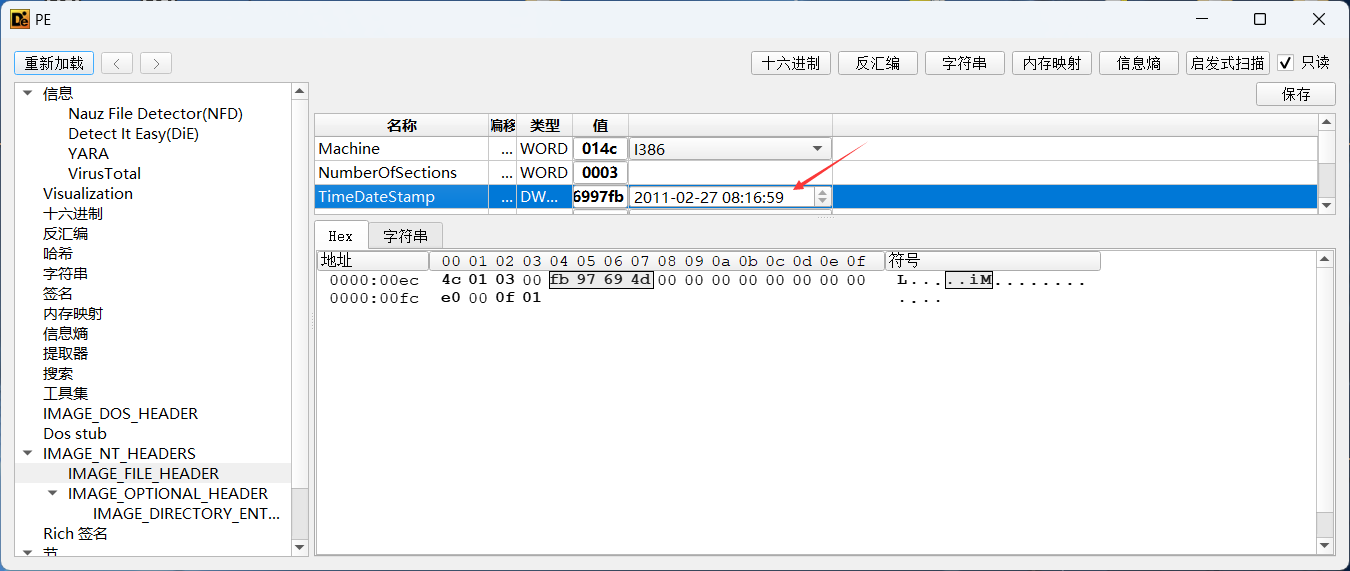 PE
重新加载 < > 十六进制 反汇编 字符串 内存映射 信息熵 启发式扫描 只读
保存
信息
Nauz File Detector(NFD)
Detect It Easy(DiE)
YARA
VirusTotal
Visualization
十六进制
反汇编
哈希
字符串
签名
内存映射
信息熵
提取器
搜索
工具集
IMAGE_DOS_HEADER
Dos stub
IMAGE_NT_HEADERS
IMAGE_FILE_HEADER
IMAGE_OPTIONAL_HEADER
IMAGE_DIRECTORY_ENT...
Rich 签名
节
名称 偏移 类型 值
Machine ... WORD 014c I386
NumberOfSections ... WORD 0003
TimeDateStamp ... DW... 6997fb 2011-02-27 08:16:59
Hex 字符串
地址 00 01 02 03 04 05 06 07 08 09 0a 0b 0c 0d 0e 0f 符号
0000:00ec 4c 01 03 00 fb 97 69 4d 00 00 00 00 00 00 00 00 L.....iM........
0000:00fc e0 00 0f 01 ....